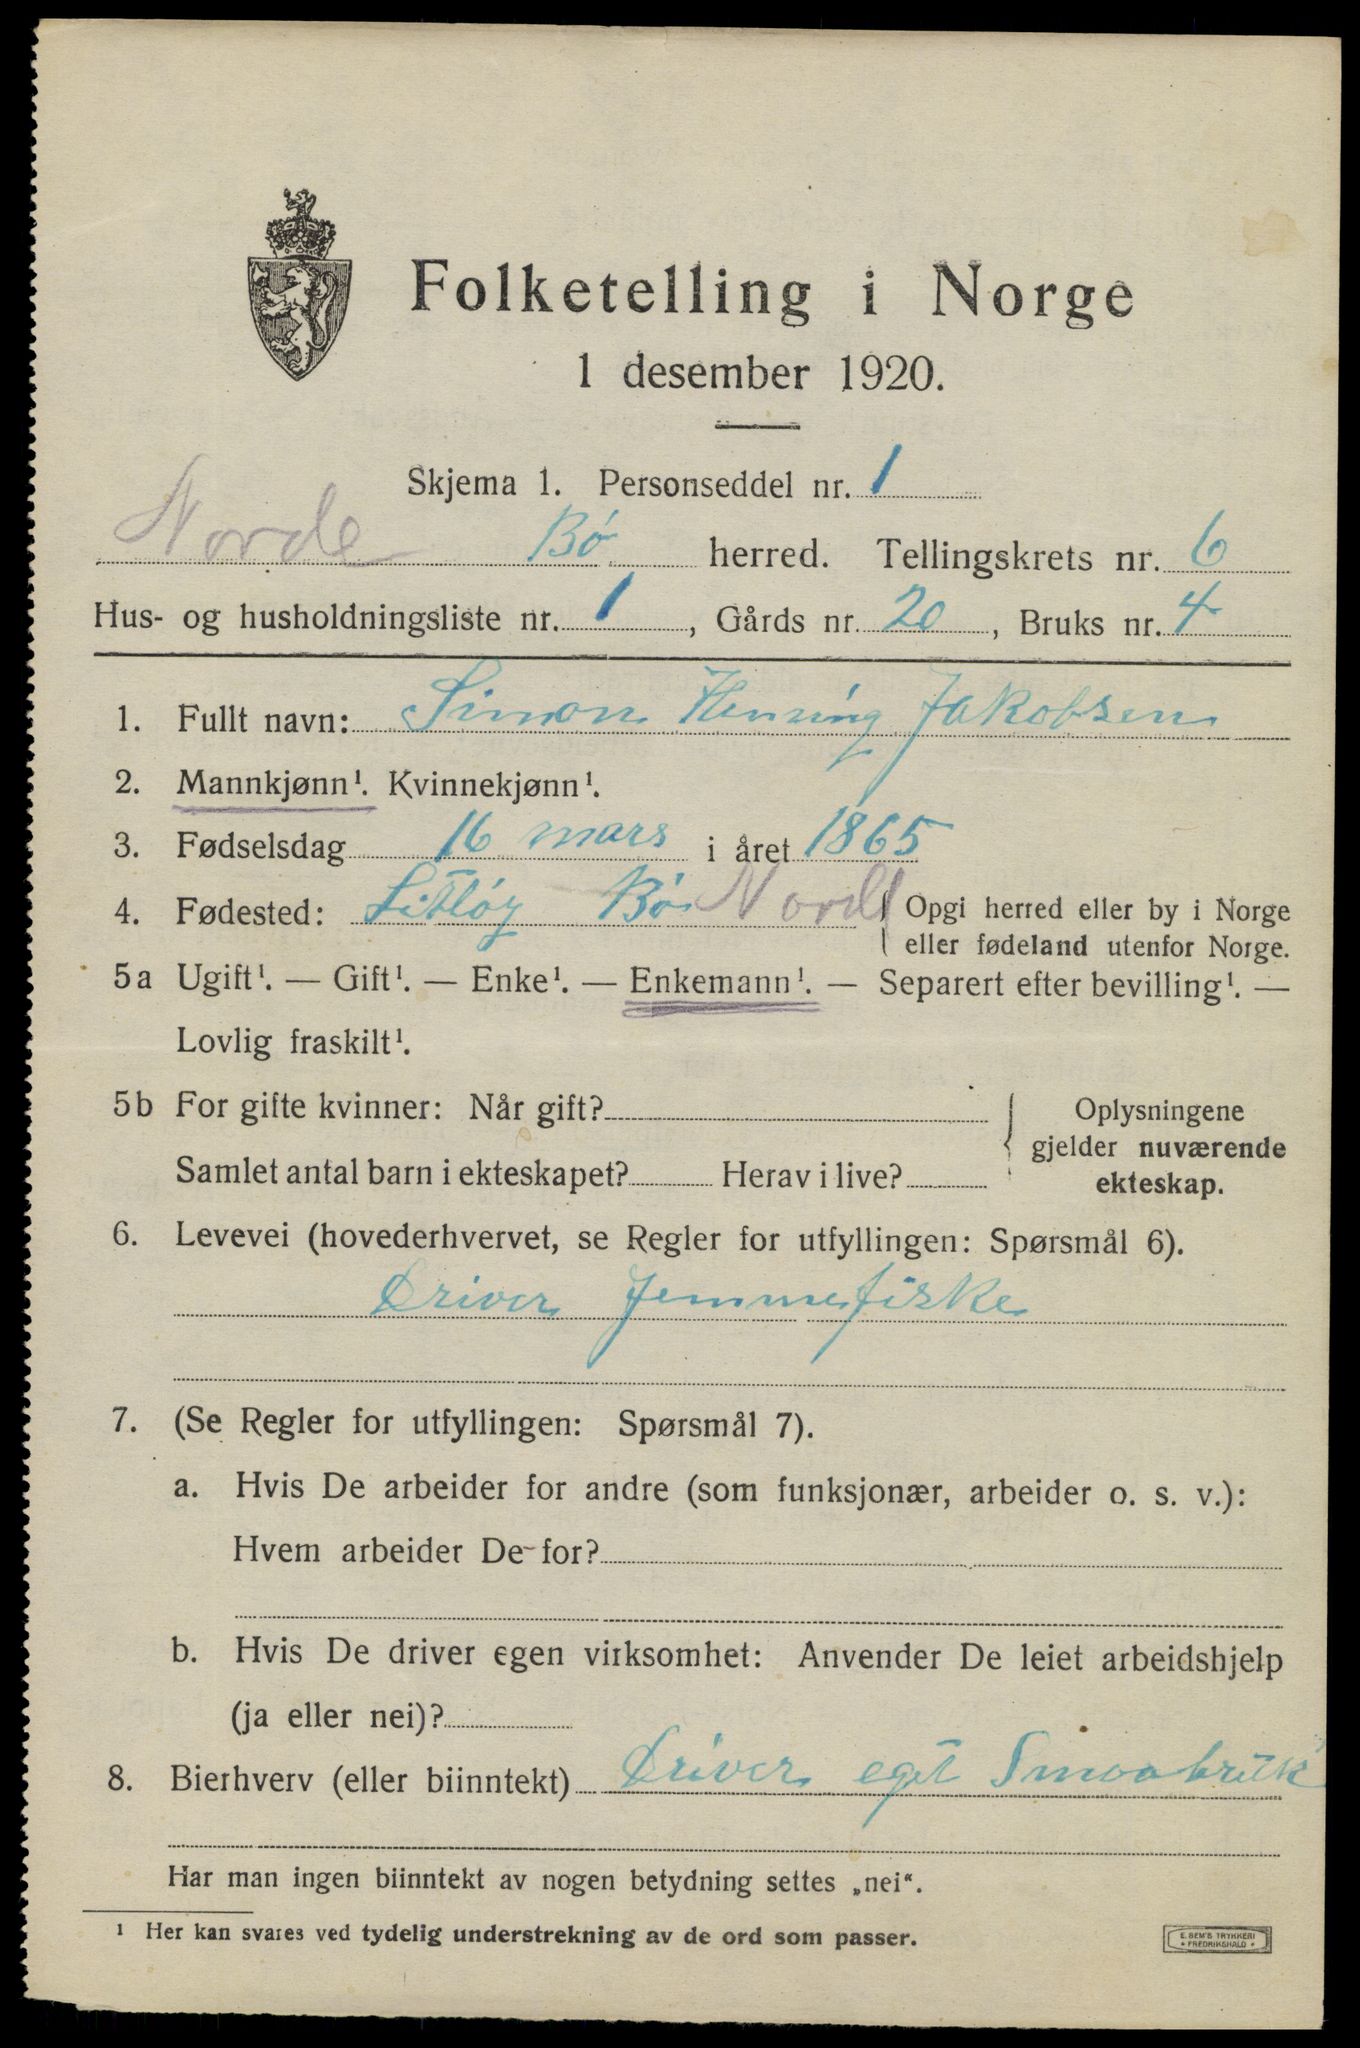 Folketelling i Norge
1 desember 1920.
Skjema 1. Personseddel nr. 1
Bø herred. Tellingskrets nr. 6
Hus- og husholdningsliste nr. 1, Gårds nr. 20, Bruks nr. 4
1. Fullt navn: Simon Henning Jakobsen
2. Mannkjønn¹. Kvinnekjønn¹.
3. Fødselsdag 16 mars i året 1865
4. Fødested: Litløy Bø { Opgi herred eller by i Norge
eller fødeland utenfor Norge.
5a Ugift¹. — Gift¹. — Enke¹. — Enkemann¹. — Separert efter bevilling¹. —
Lovlig fraskilt¹.
5b For gifte kvinner: Når gift? { Oplysningene
gjelder nuværende
Samlet antal barn i ekteskapet? Herav i live? ekteskap.
6. Levevei (hovederhvervet, se Regler for utfyllingen: Spørsmål 6).
Driver jemmefiske
7. (Se Regler for utfyllingen: Spørsmål 7).
a. Hvis De arbeider for andre (som funksjonær, arbeider o. s. v.):
Hvem arbeider De for?
b. Hvis De driver egen virksomhet: Anvender De leiet arbeidshjelp
(ja eller nei)?
8. Bierhverv (eller biinntekt) Driver eget Smaabruk
Har man ingen biinntekt av nogen betydning settes „nei“.
¹ Her kan svares ved tydelig understrekning av de ord som passer.
E. SEM'S TRYKKERI
• FREDRIKSHALD •